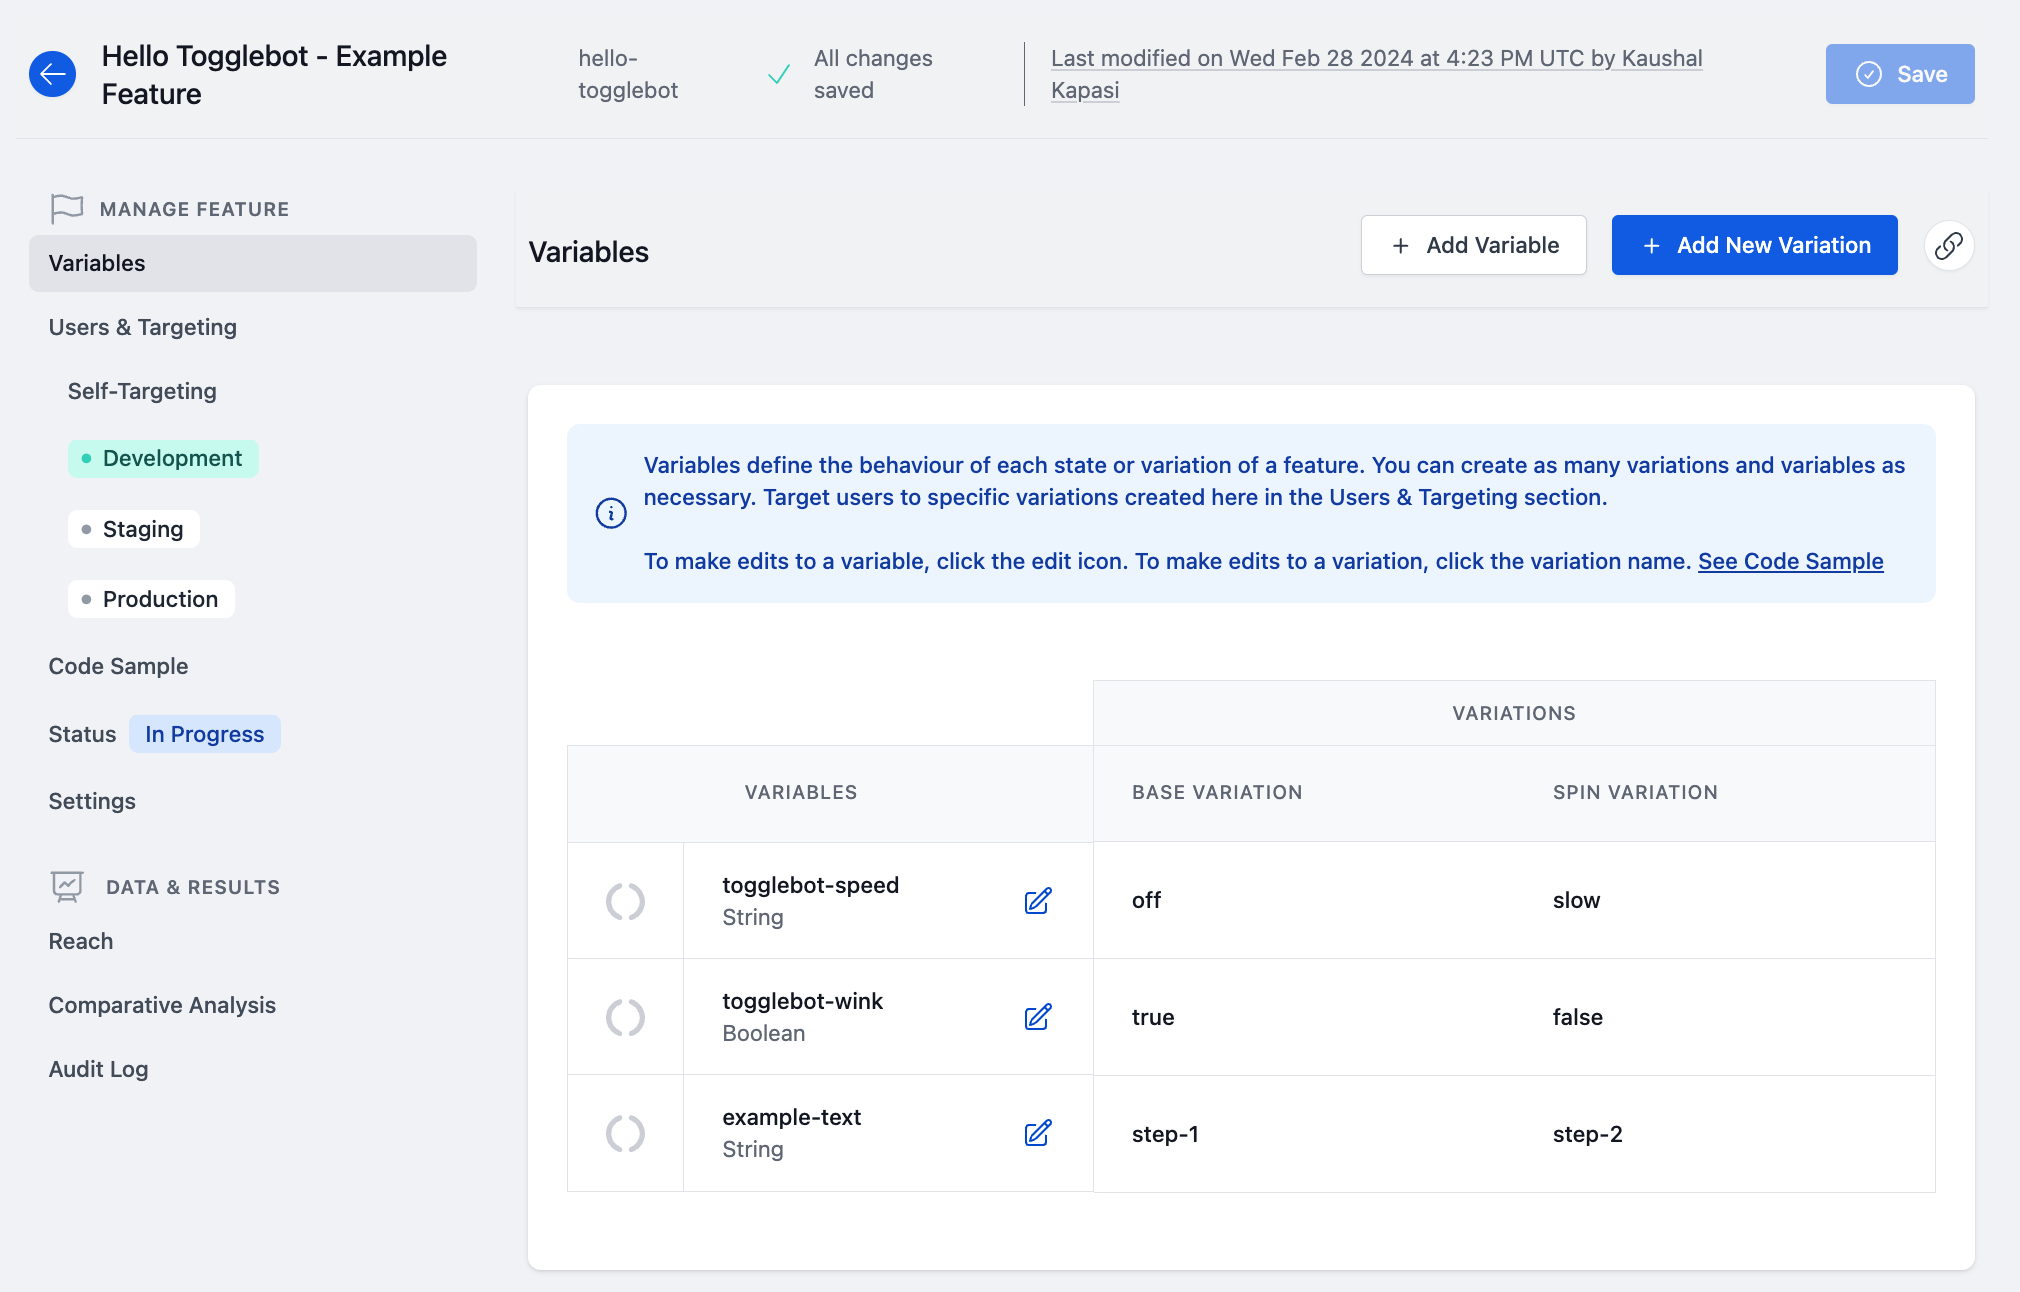 Hello Togglebot - Example
Feature
hello-
togglebot
All changes
saved
Last modified on Wed Feb 28 2024 at 4:23 PM UTC by Kaushal
Kapasi
Save
MANAGE FEATURE
Variables
Users & Targeting
Self-Targeting
Development
Staging
Production
Code Sample
Status In Progress
Settings
DATA & RESULTS
Reach
Comparative Analysis
Audit Log
Variables
+ Add Variable
+ Add New Variation
Variables define the behaviour of each state or variation of a feature. You can create as many variations and variables as
necessary. Target users to specific variations created here in the Users & Targeting section.
To make edits to a variable, click the edit icon. To make edits to a variation, click the variation name. See Code Sample
VARIATIONS
VARIABLES
BASE VARIATION
SPIN VARIATION
togglebot-speed
String
off
slow
togglebot-wink
Boolean
true
false
example-text
String
step-1
step-2